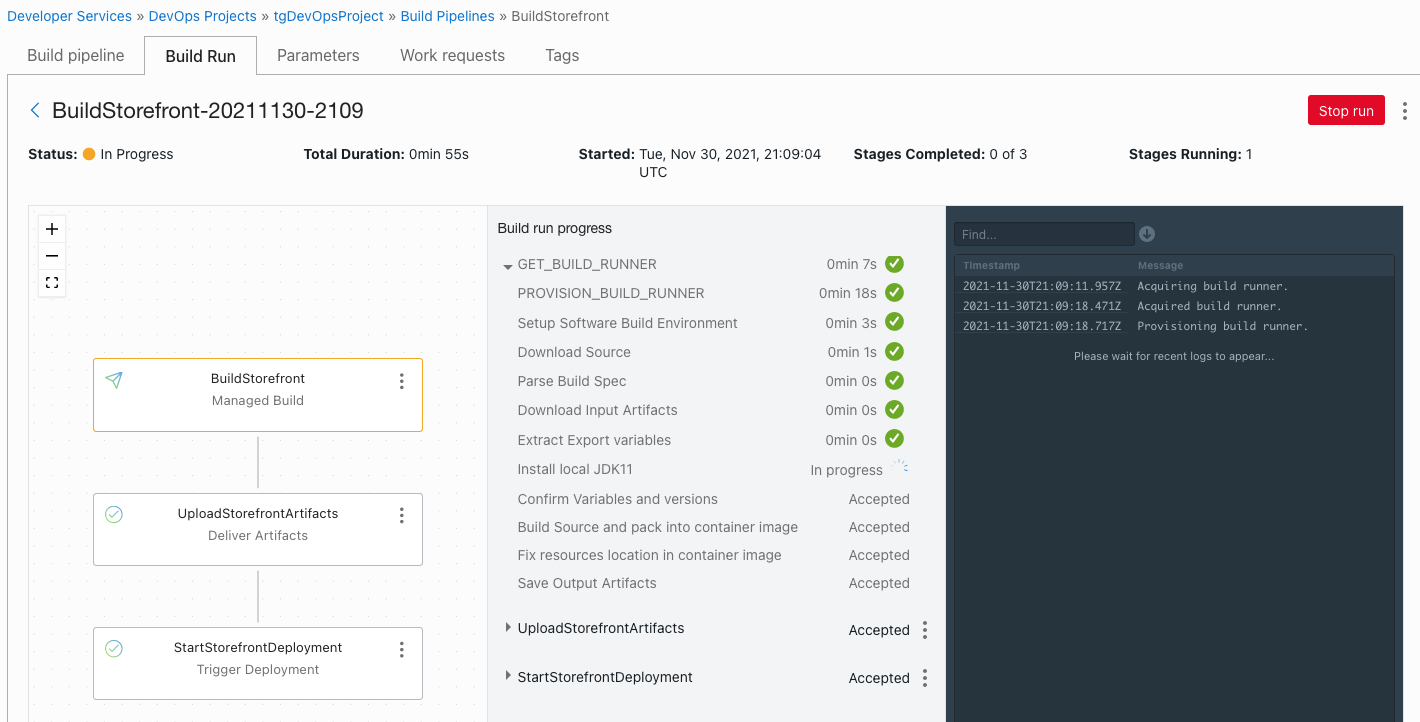 Developer Services » DevOps Projects » tgDevOpsProject » Build Pipelines » BuildStorefront
Build pipeline Build Run Parameters Work requests Tags
BuildStorefront-20211130-2109
Stop run
Status: In Progress Total Duration: 0min 55s Started: Tue, Nov 30, 2021, 21:09:04 UTC Stages Completed: 0 of 3 Stages Running: 1
BuildStorefront
Managed Build
UploadStorefrontArtifacts
Deliver Artifacts
StartStorefrontDeployment
Trigger Deployment
Build run progress
GET_BUILD_RUNNER 0min 7s
PROVISION_BUILD_RUNNER 0min 18s
Setup Software Build Environment 0min 3s
Download Source 0min 1s
Parse Build Spec 0min 0s
Download Input Artifacts 0min 0s
Extract Export variables 0min 0s
Install local JDK11 In progress
Confirm Variables and versions Accepted
Build Source and pack into container image Accepted
Fix resources location in container image Accepted
Save Output Artifacts Accepted
UploadStorefrontArtifacts Accepted
StartStorefrontDeployment Accepted
Find...
Timestamp Message
2021-11-30T21:09:11.957Z Acquiring build runner.
2021-11-30T21:09:18.471Z Acquired build runner.
2021-11-30T21:09:18.717Z Provisioning build runner.
Please wait for recent logs to appear...